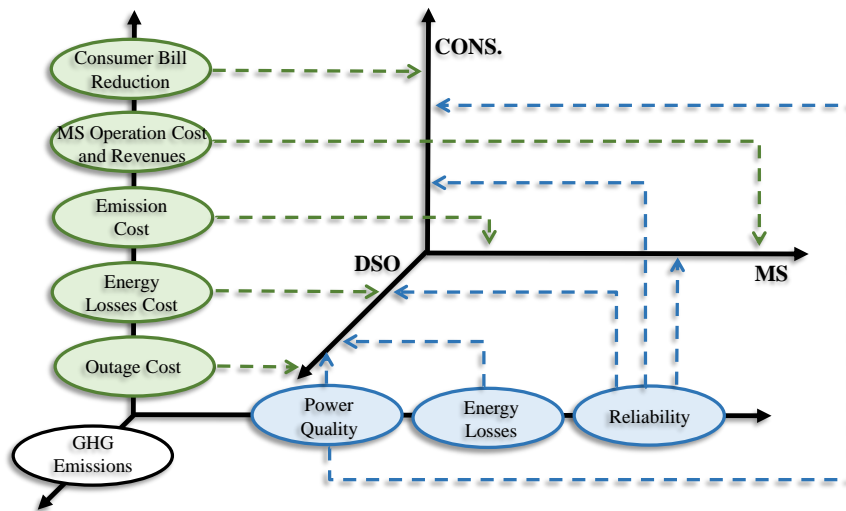 CONS.
Consumer Bill
Reduction
MS Operation Cost
and Revenues
Emission
Cost
DSO
MS
Energy
Losses Cost
Outage Cost
Power
Quality
Energy
Losses
Reliability
GHG
Emissions